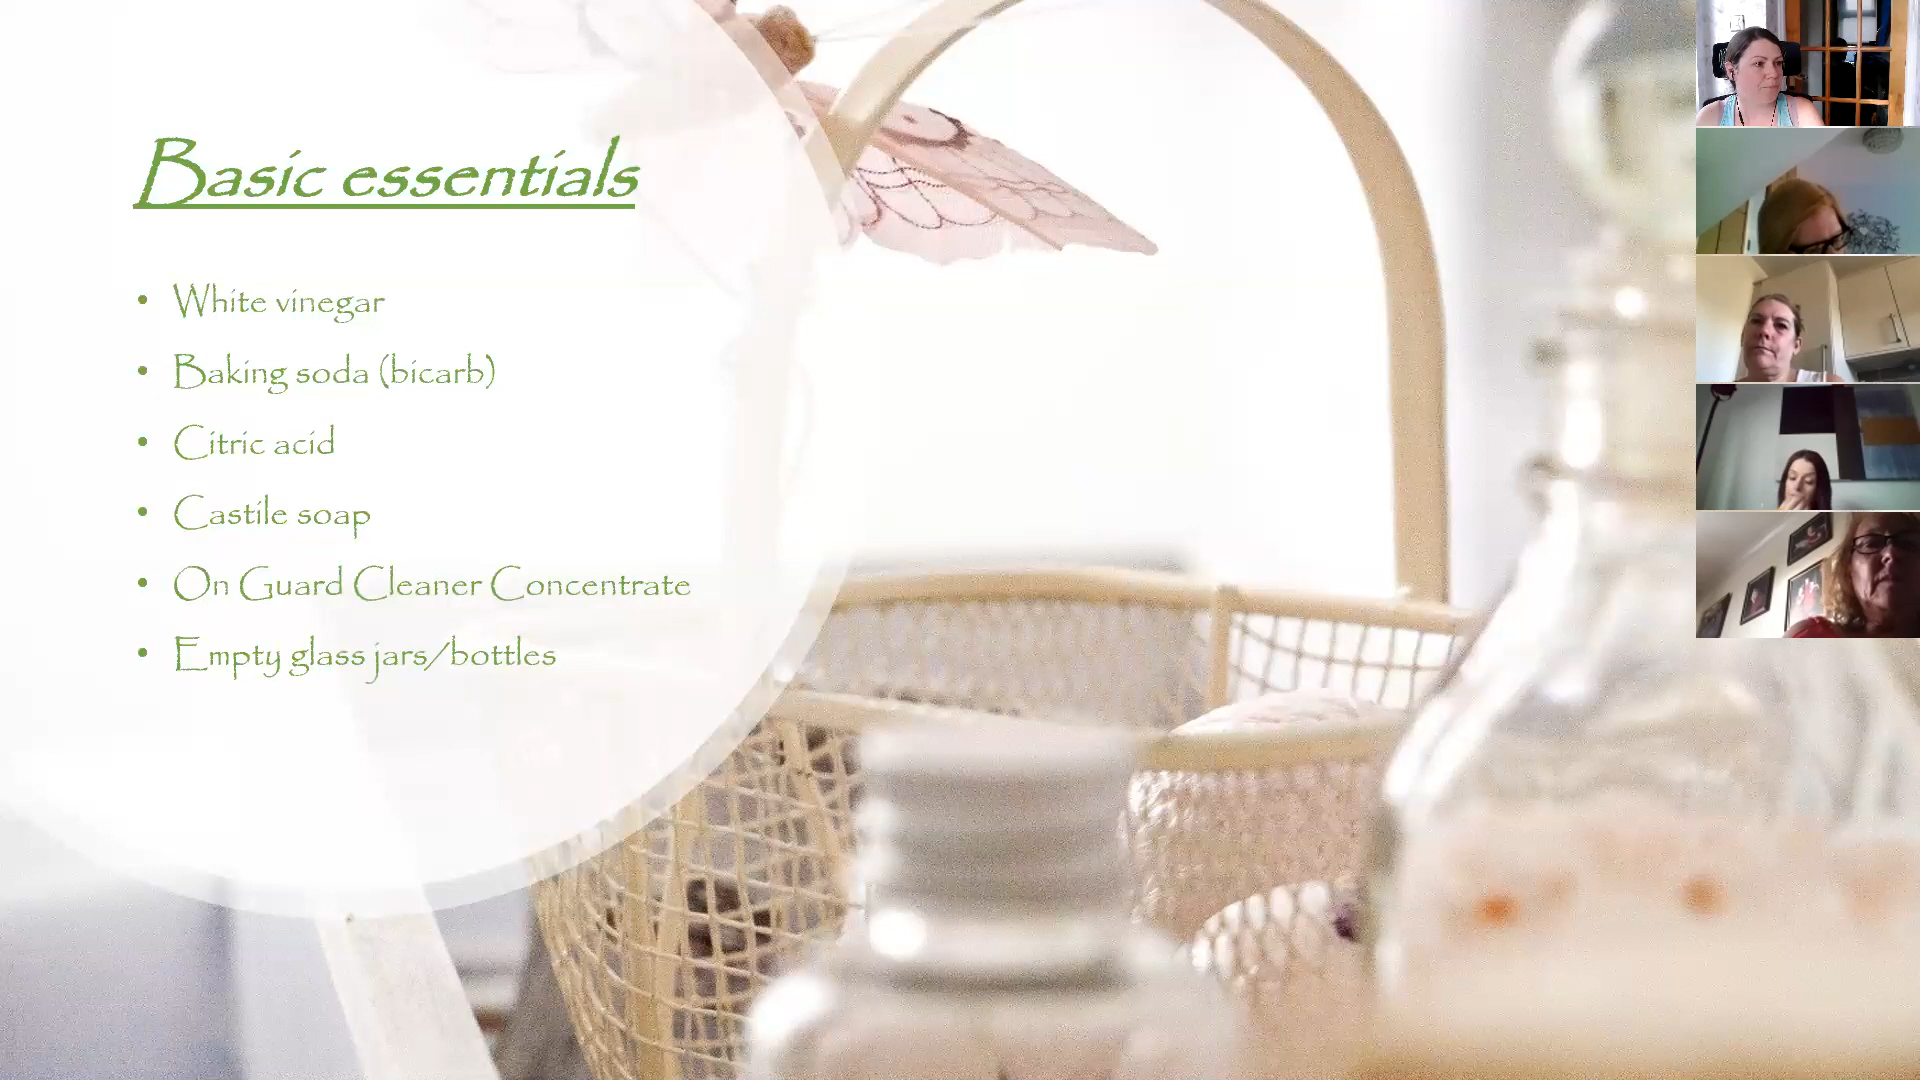 Basic essentials
• White vinegar
• Baking soda (bicarb)
• Citric acid
• Castile soap
• On Guard Cleaner Concentrate
• Empty glass jars/bottles